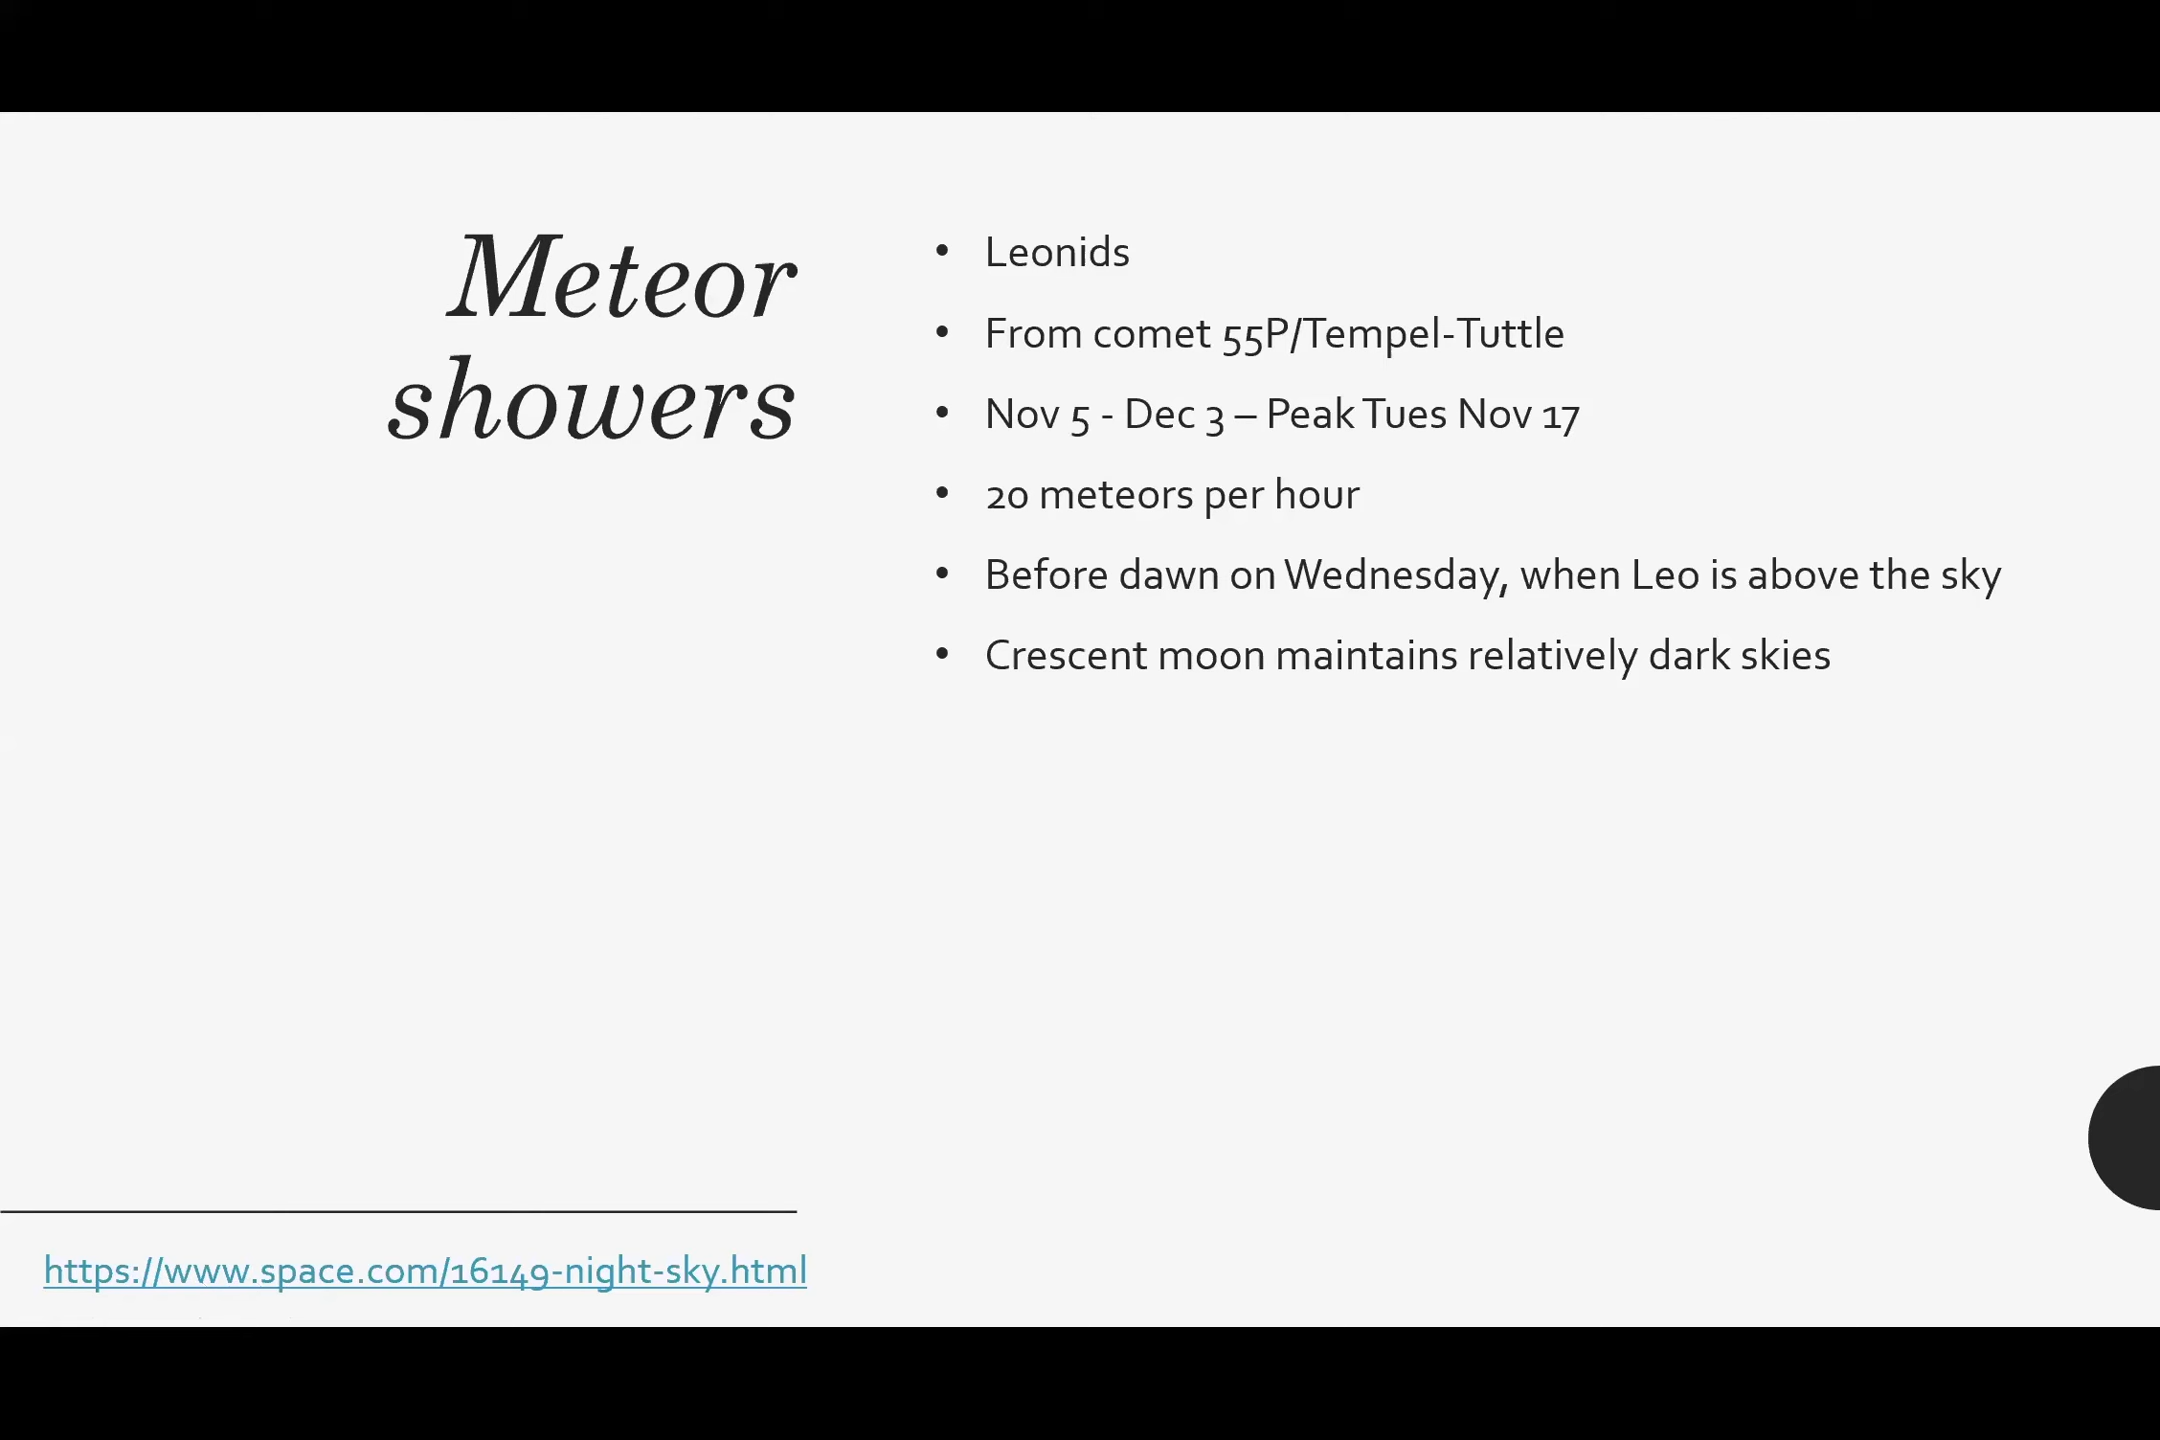 Meteor
showers
• Leonids
• From comet 55P/Tempel-Tuttle
• Nov 5 - Dec 3 – Peak Tues Nov 17
• 20 meteors per hour
• Before dawn on Wednesday, when Leo is above the sky
• Crescent moon maintains relatively dark skies
https://www.space.com/16149-night-sky.html